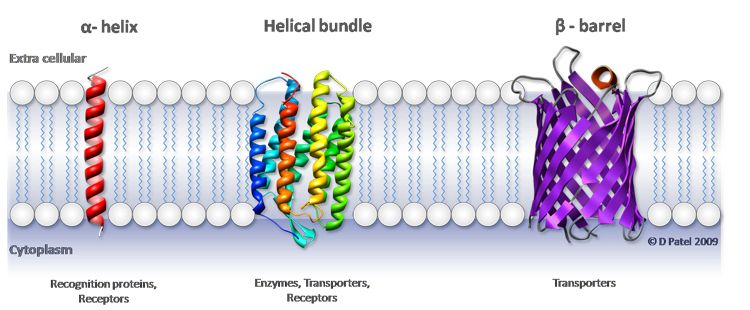 α- helix
Helical bundle
β - barrel
Extra cellular
Cytoplasm
© D Patel 2009
Recognition proteins,
Receptors
Enzymes, Transporters,
Receptors
Transporters